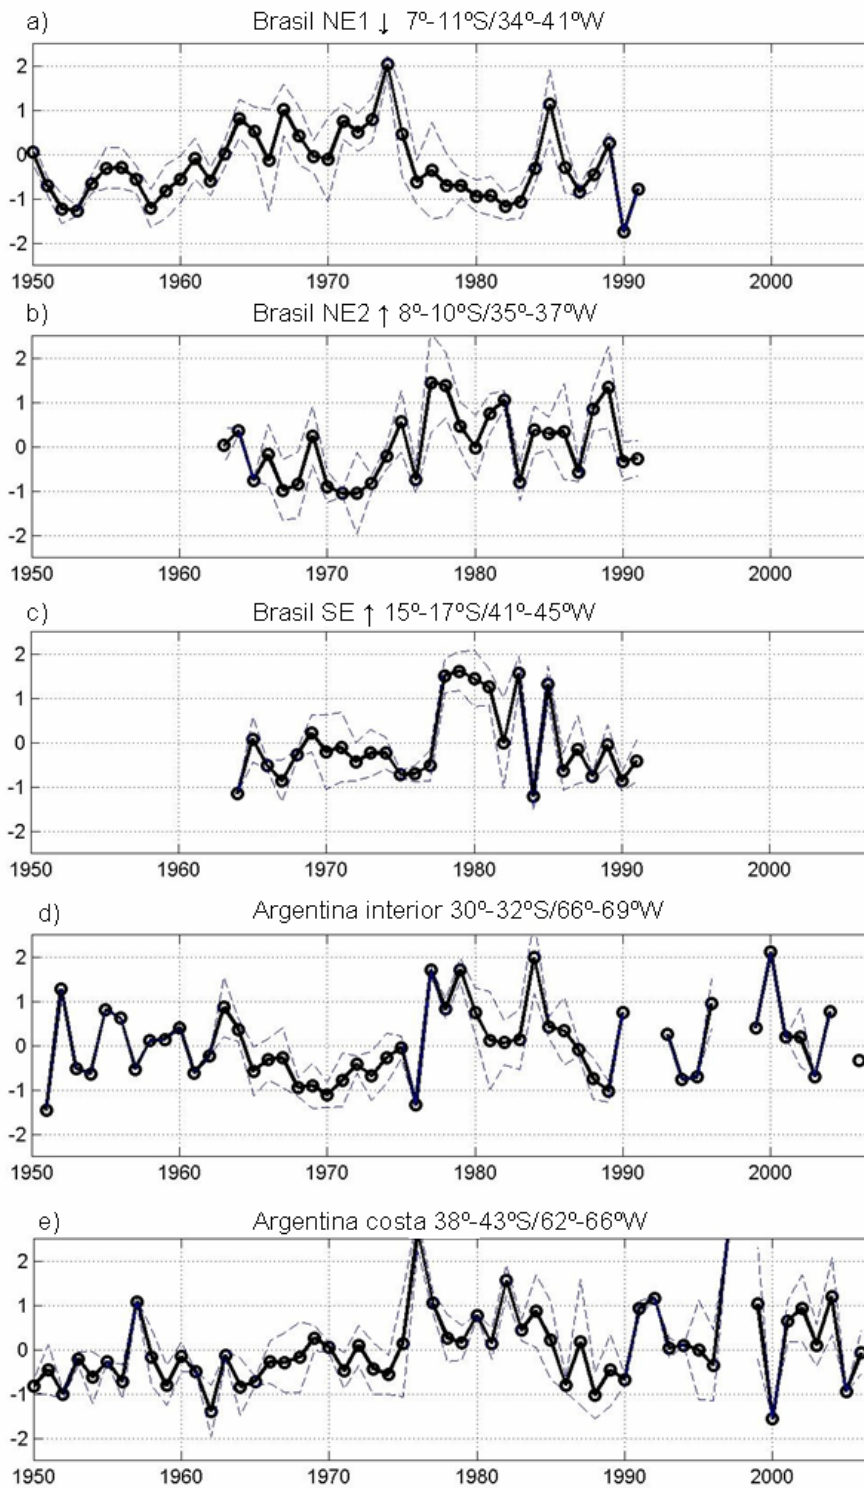 a) Brasil NE1 ↓ 7º-11ºS/34º-41ºW
2
1
0
-1
-2
1950 1960 1970 1980 1990 2000
b) Brasil NE2 ↑ 8º-10ºS/35º-37ºW
2
1
0
-1
-2
1950 1960 1970 1980 1990 2000
c) Brasil SE ↑ 15º-17ºS/41º-45ºW
2
1
0
-1
-2
1950 1960 1970 1980 1990 2000
d) Argentina interior 30º-32ºS/66º-69ºW
2
1
0
-1
-2
1950 1960 1970 1980 1990 2000
e) Argentina costa 38º-43ºS/62º-66ºW
2
1
0
-1
-2
1950 1960 1970 1980 1990 2000